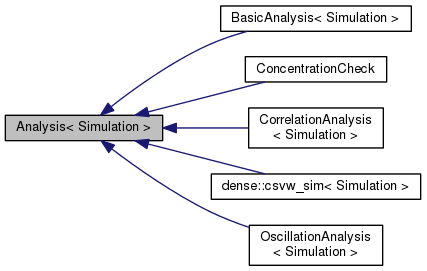 BasicAnalysis< Simulation >
ConcentrationCheck
Analysis< Simulation >
CorrelationAnalysis
< Simulation >
dense::csvw_sim< Simulation >
OscillationAnalysis
< Simulation >